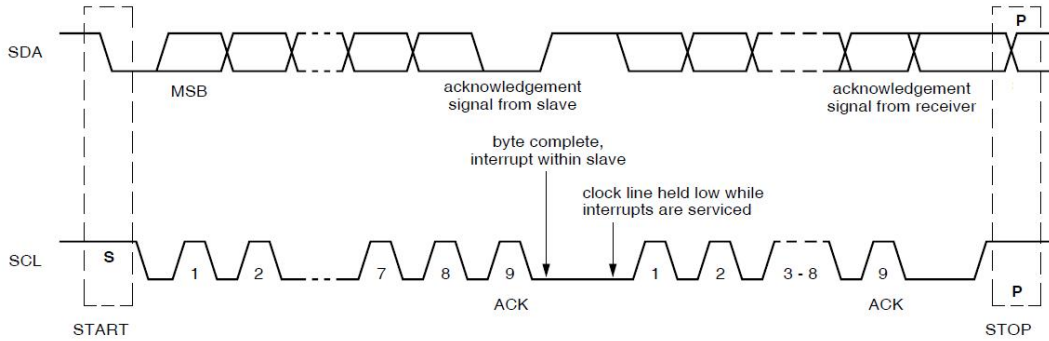 P
SDA
MSB
acknowledgement
signal from slave
acknowledgement
signal from receiver
byte complete,
interrupt within slave
clock line held low while
interrupts are serviced
SCL
S
1
2
7
8
9
1
2
3 - 8
9
P
ACK
ACK
START
STOP